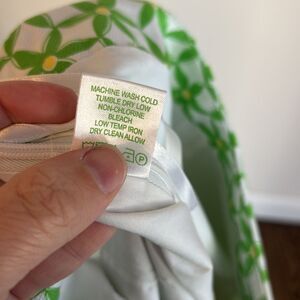 MACHINE WASH COLD
TUMBLE DRY LOW
NON-CHLORINE
BLEACH
LOW TEMP IRON
DRY CLEAN ALLOW
P